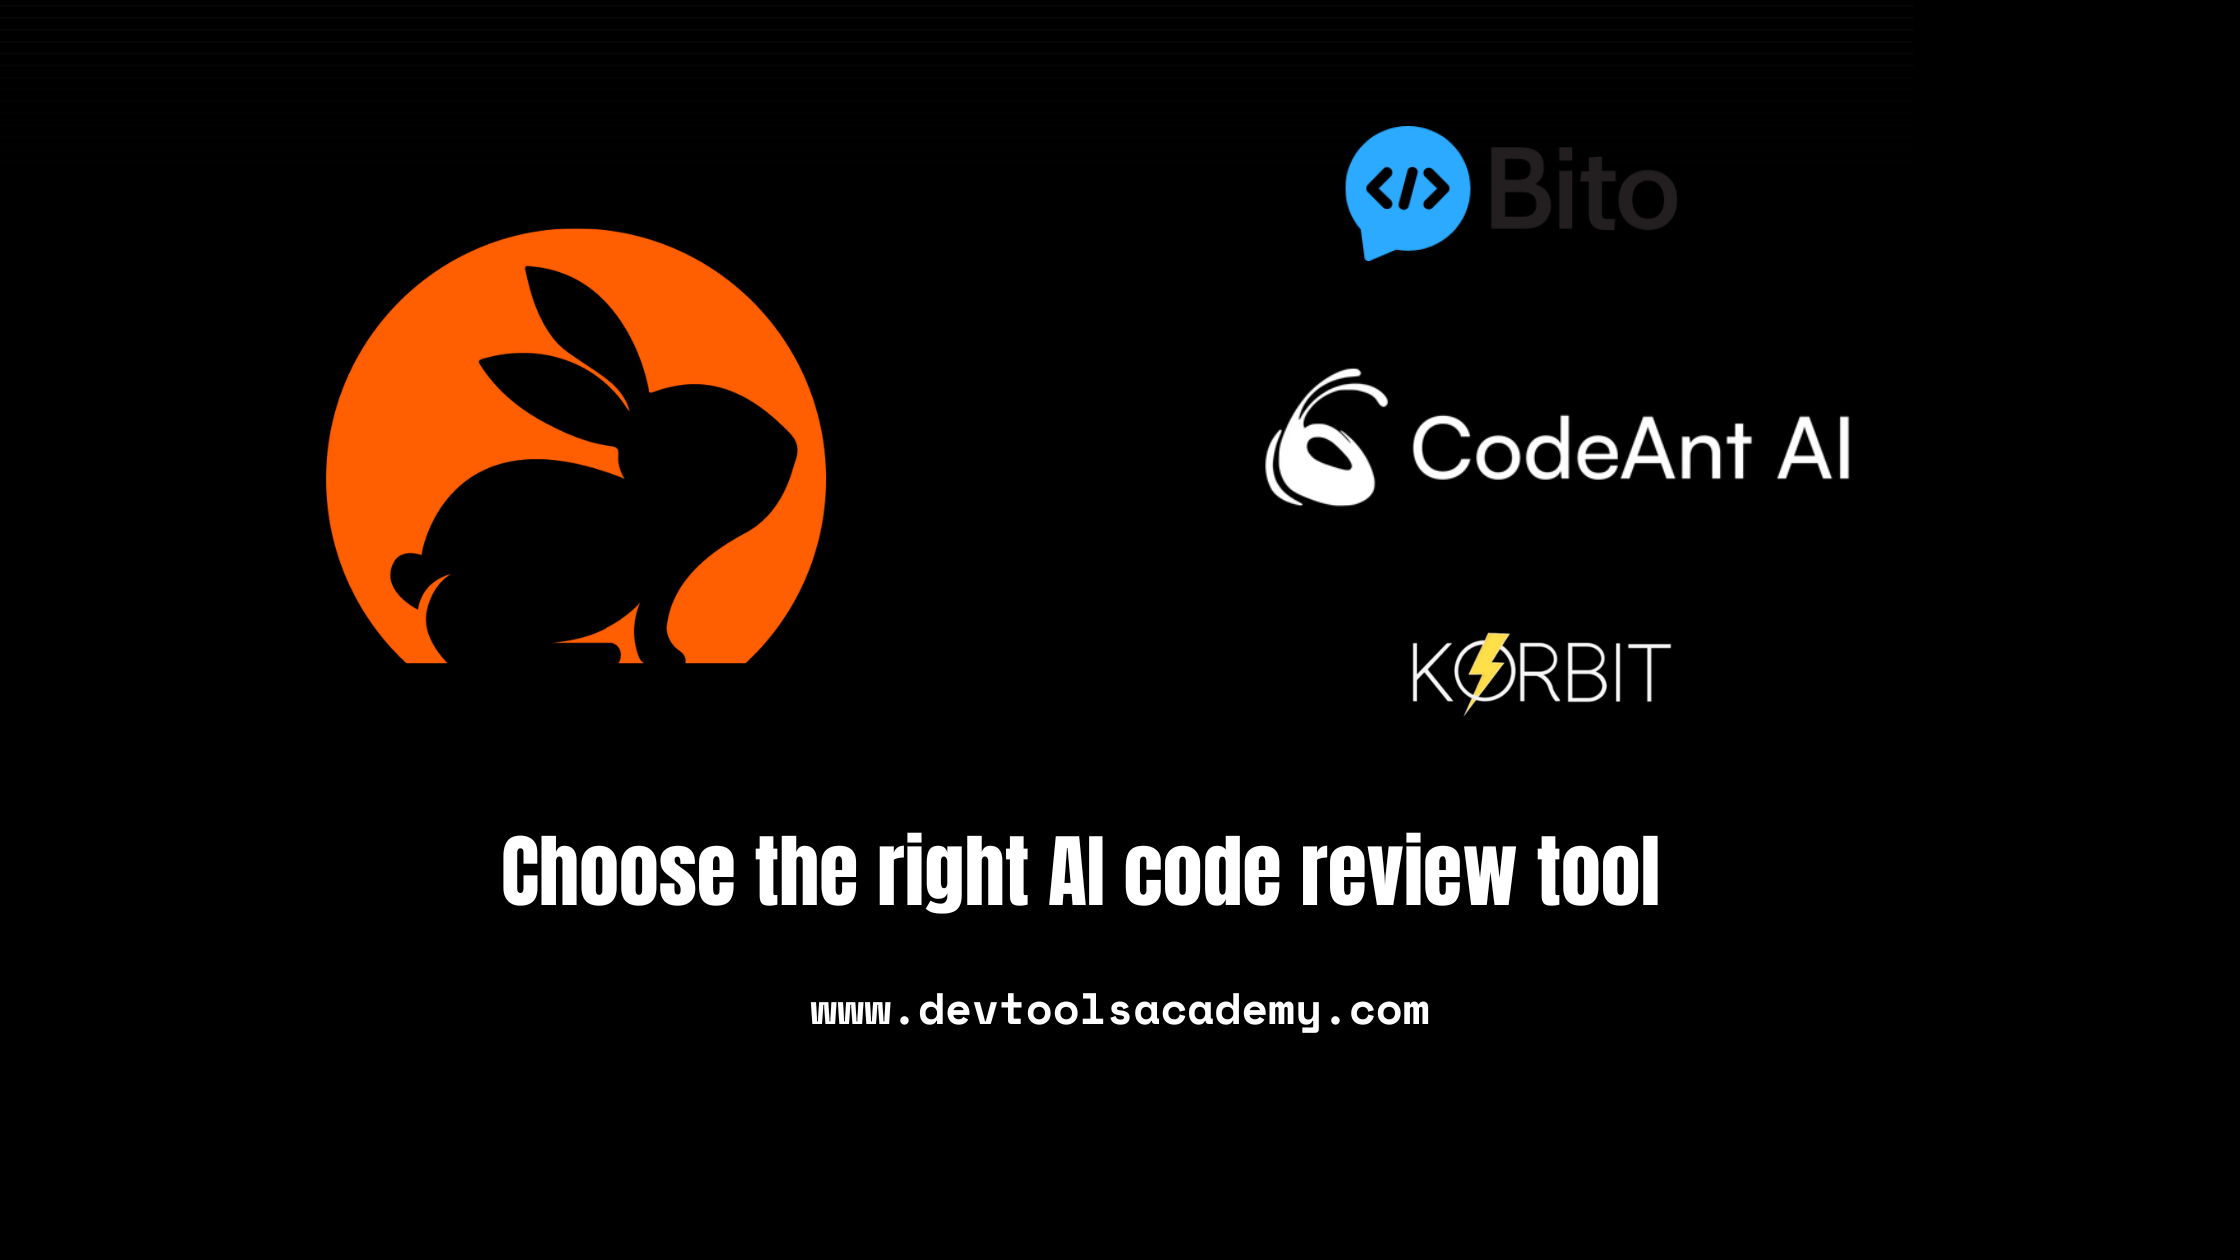 </> Bito
CodeAnt AI
KORBIT
Choose the right AI code review tool
www.devtoolsacademy.com